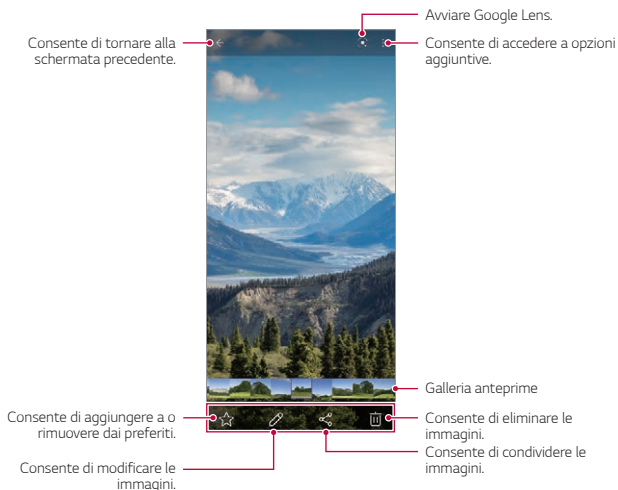 Avviare Google Lens.
Consente di tornare alla
schermata precedente.
Consente di accedere a opzioni
aggiuntive.
Galleria anteprime
Consente di aggiungere a o
rimuovere dai preferiti.
Consente di eliminare le
immagini.
Consente di condividere le
immagini.
Consente di modificare le
immagini.